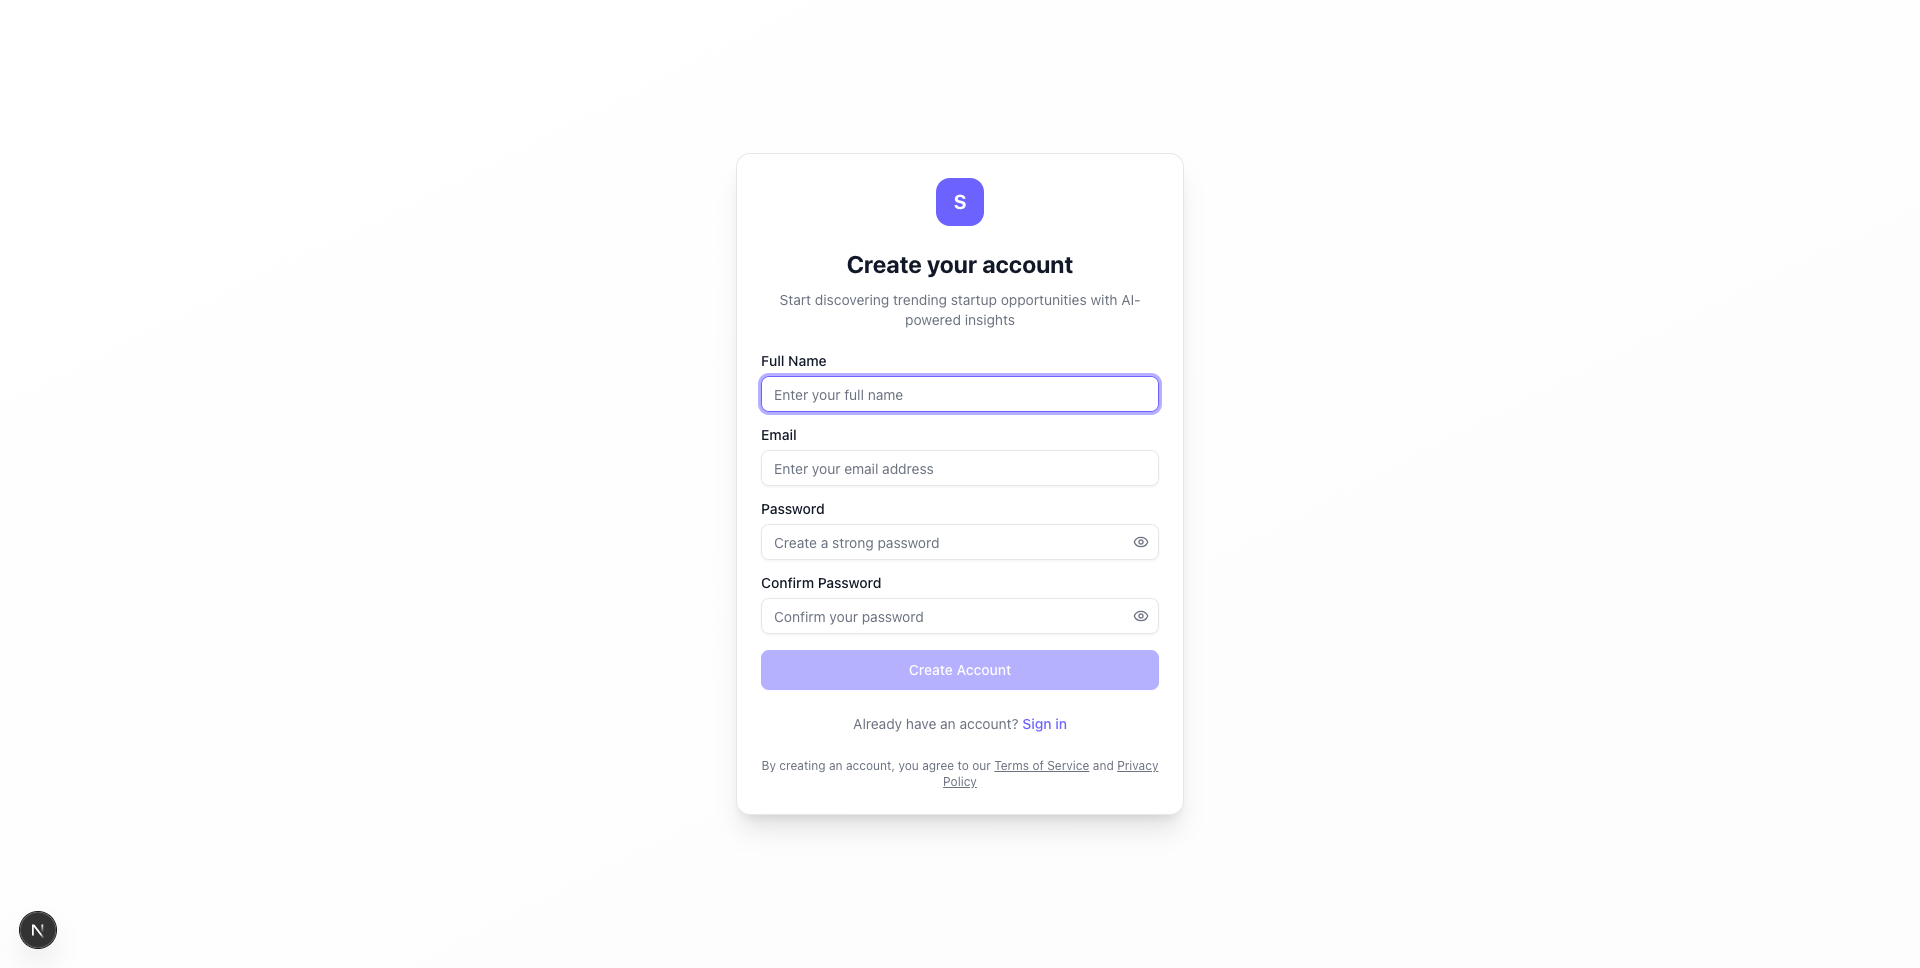 S
Create your account
Start discovering trending startup opportunities with AI-
powered insights
Full Name
Enter your full name
Email
Enter your email address
Password
Create a strong password
Confirm Password
Confirm your password
Create Account
Already have an account? Sign in
By creating an account, you agree to our Terms of Service and Privacy
Policy
N